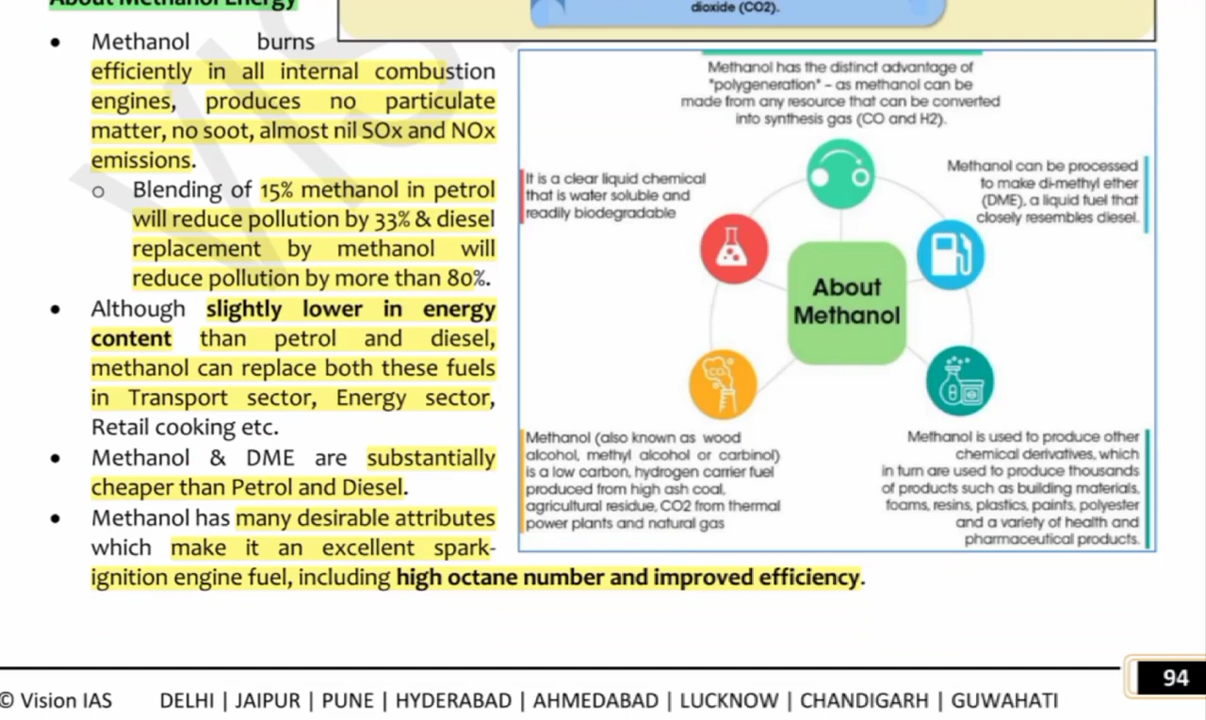 About Methanol Energy
dioxide (CO2).
• Methanol burns
efficiently in all internal combustion
engines, produces no particulate
matter, no soot, almost nil SOx and NOx
emissions.
o Blending of 15% methanol in petrol
will reduce pollution by 33% & diesel
replacement by methanol will
reduce pollution by more than 80%.
• Although slightly lower in energy
content than petrol and diesel,
methanol can replace both these fuels
in Transport sector, Energy sector,
Retail cooking etc.
• Methanol & DME are substantially
cheaper than Petrol and Diesel.
• Methanol has many desirable attributes
which make it an excellent spark-
ignition engine fuel, including high octane number and improved efficiency.
Methanol has the distinct advantage of
"polygeneration" – as methanol can be
made from any resource that can be converted
into synthesis gas (CO and H2).
It is a clear liquid chemical
that is water soluble and
readily biodegradable
Methanol can be processed
to make di-methyl ether
(DME), a liquid fuel that
closely resembles diesel.
About
Methanol
CO2
Methanol (also known as wood
alcohol, methyl alcohol or carbinol)
is a low carbon, hydrogen carrier fuel
produced from high ash coal,
agricultural residue, CO2 from thermal
power plants and natural gas
Methanol is used to produce other
chemical derivatives, which
in turn are used to produce thousands
of products such as building materials,
foams, resins, plastics, paints, polyester
and a variety of health and
pharmaceutical products.
94
© Vision IAS DELHI | JAIPUR | PUNE | HYDERABAD | AHMEDABAD | LUCKNOW | CHANDIGARH | GUWAHATI